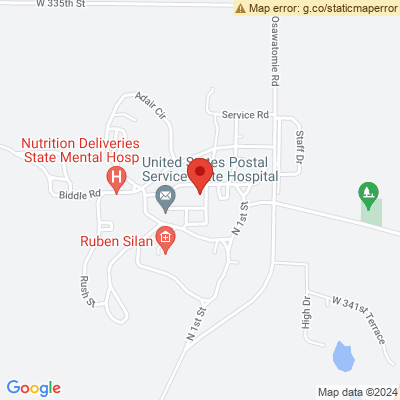 W 335th St
Map error: g.co/staticmaperror
Osawatomie Rd
Adair Cir
Service Rd
Staff Dr
Nutrition Deliveries
State Mental Hosp
H
United States Postal
Service State Hospital
Biddle Rd
N 1st St
Ruben Silan
Rush St
N 1st St
High Dr
W 341st Terrace
Google
Map data ©2024